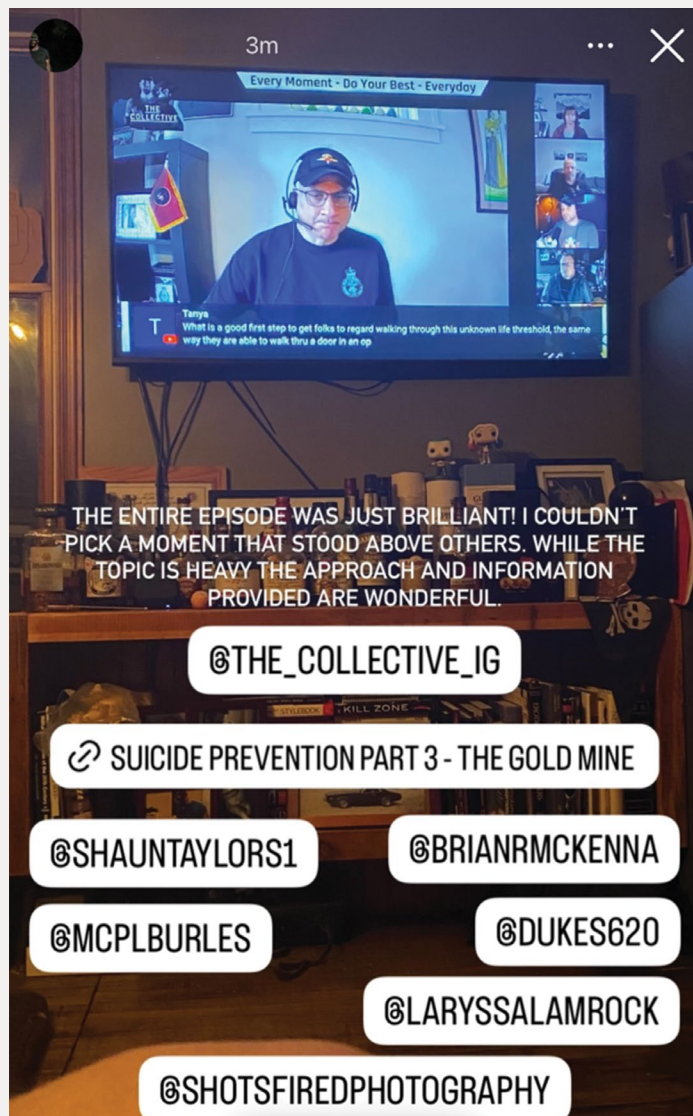 3m
Every Moment - Do Your Best - Everyday
THE
COLLECTIVE
T
Tanya
What is a good first step to get folks to regard walking through this unknown life threshold, the same
way they are able to walk thru a door in an op
THE ENTIRE EPISODE WAS JUST BRILLIANT! I COULDN'T
PICK A MOMENT THAT STOOD ABOVE OTHERS. WHILE THE
TOPIC IS HEAVY THE APPROACH AND INFORMATION
PROVIDED ARE WONDERFUL.
@THE_COLLECTIVE_IG
STYLEBOOK
KILL ZONE
SUICIDE PREVENTION PART 3 - THE GOLD MINE
@SHAUNTAYLORS1
@BRIANRMCKENNA
@MCPLBURLES
@DUKES620
@LARYSSALAMROCK
@SHOTSFIREDPHOTOGRAPHY